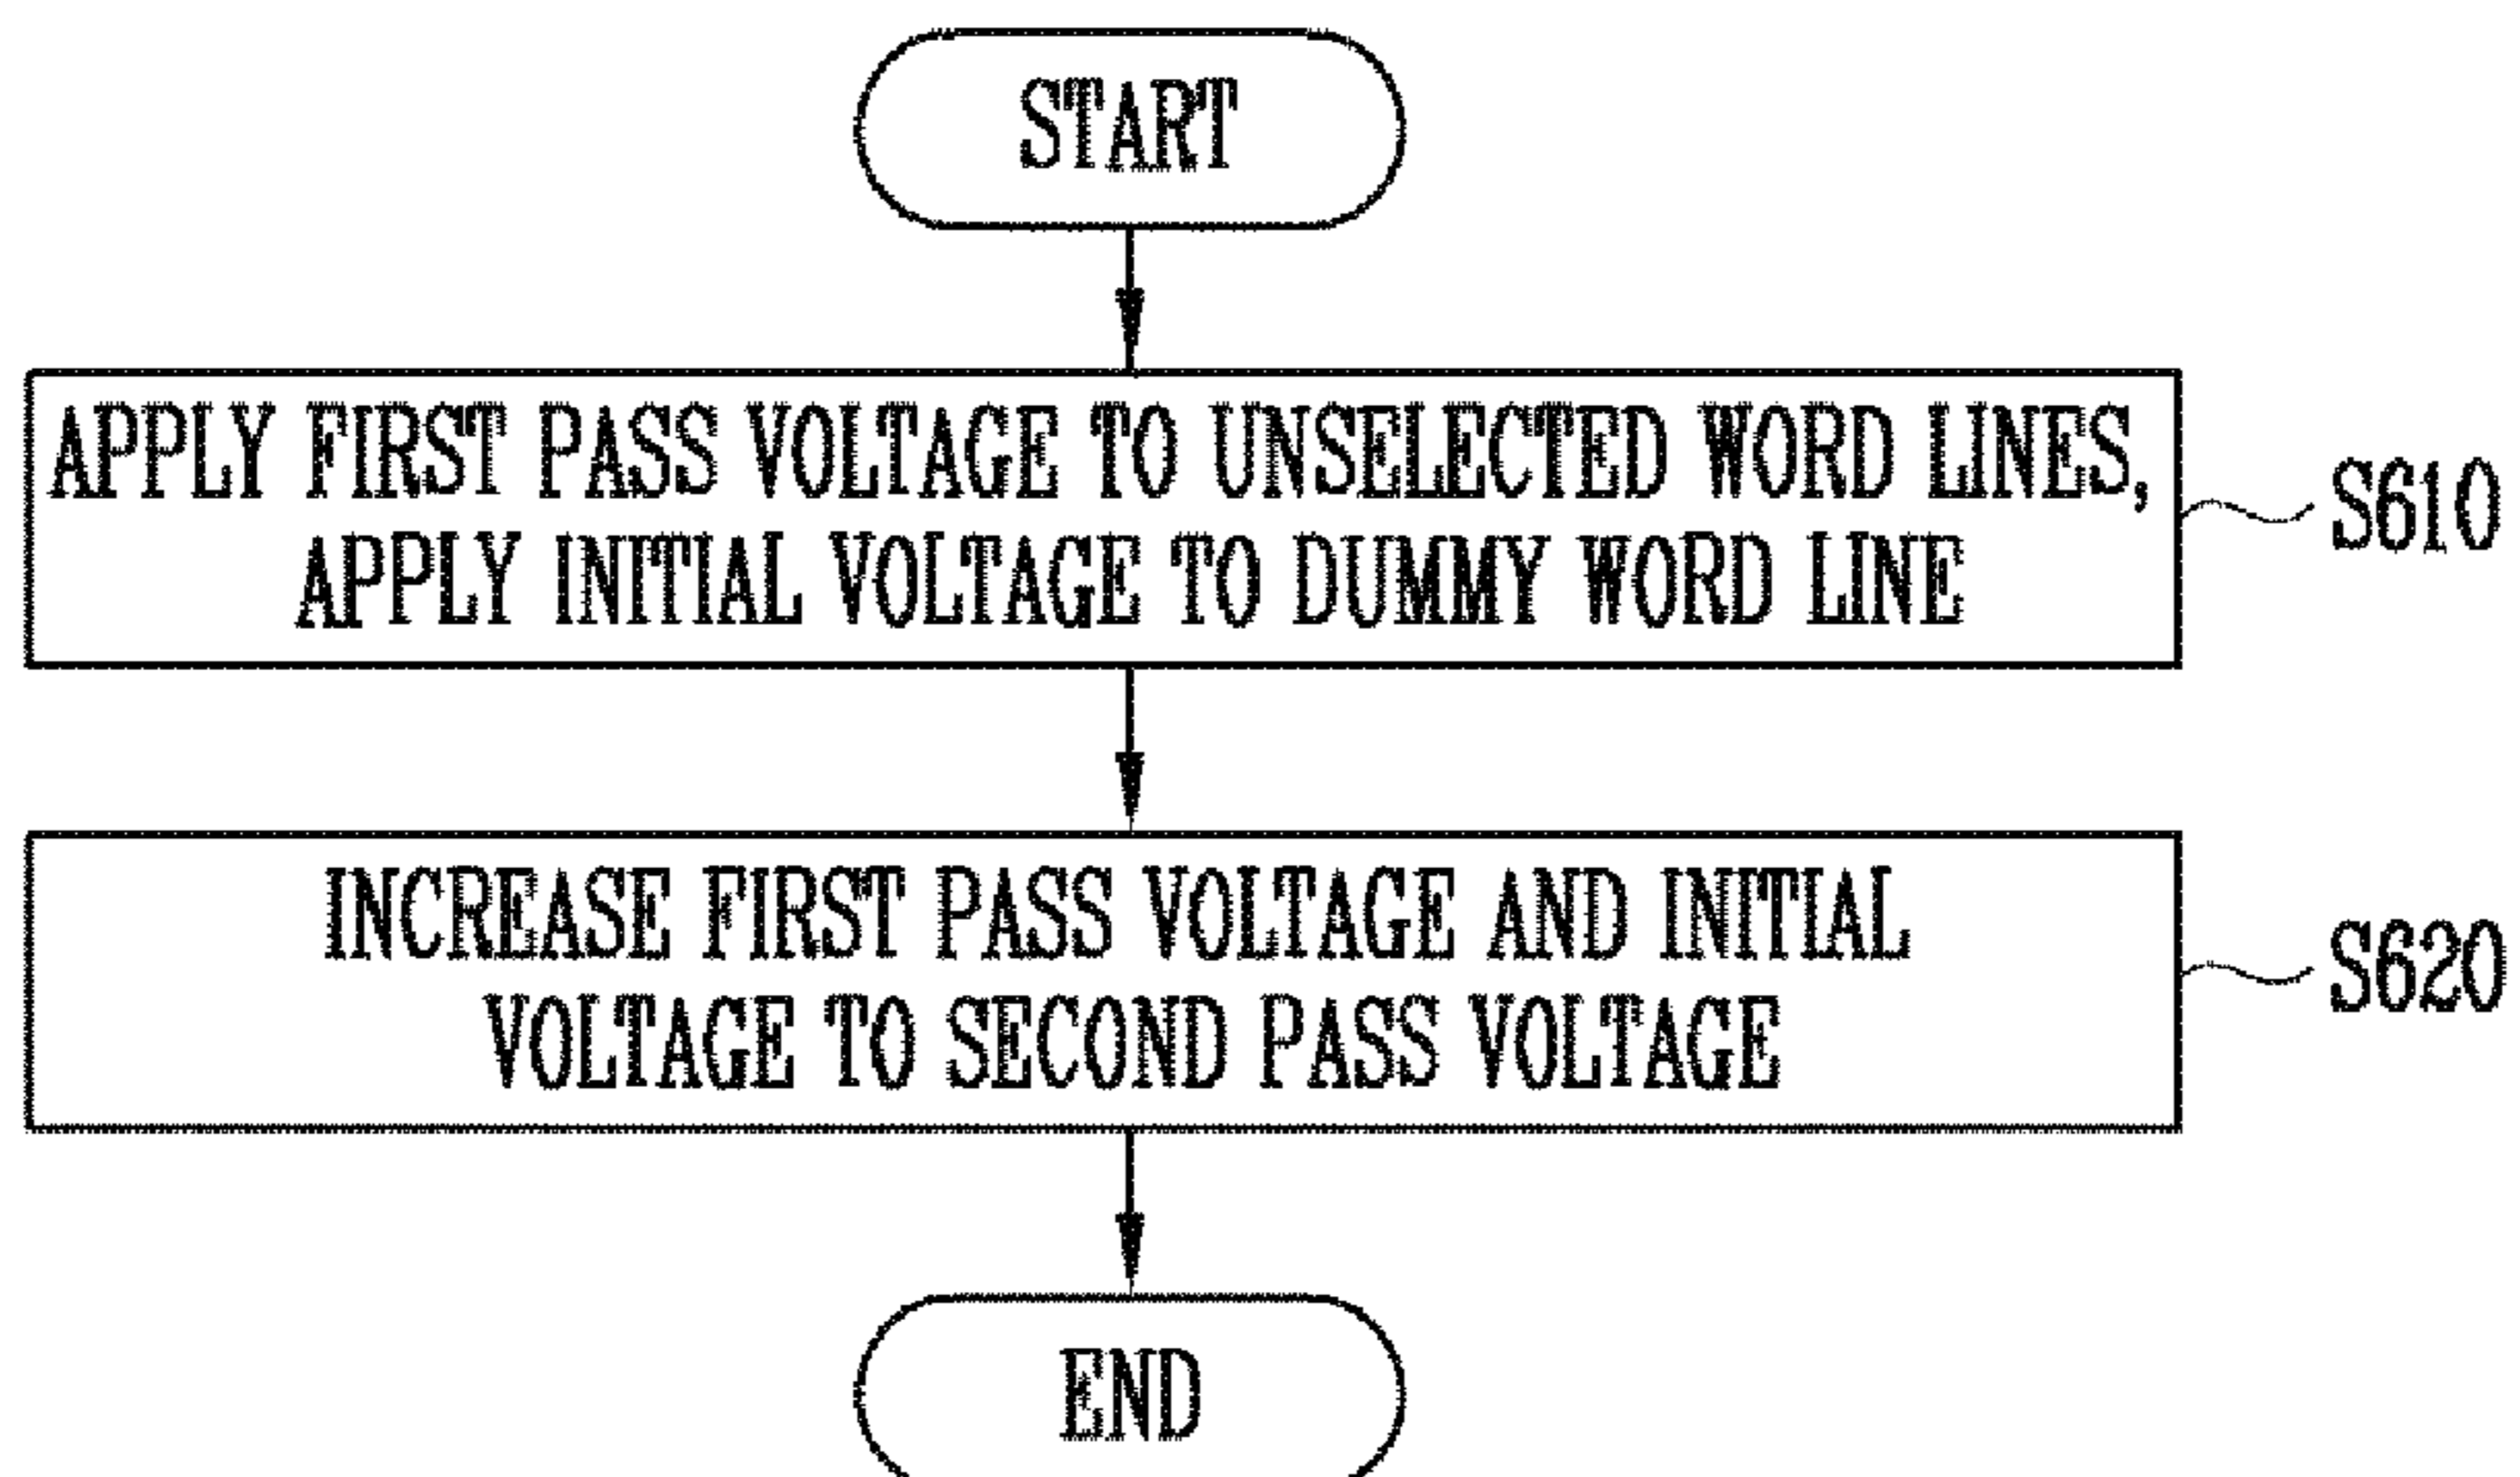 START
APPLY FIRST PASS VOLTAGE TO UNSELECTED WORD LINES,
APPLY INITIAL VOLTAGE TO DUMMY WORD LINE
S610
INCREASE FIRST PASS VOLTAGE AND INITIAL
VOLTAGE TO SECOND PASS VOLTAGE
S620
END